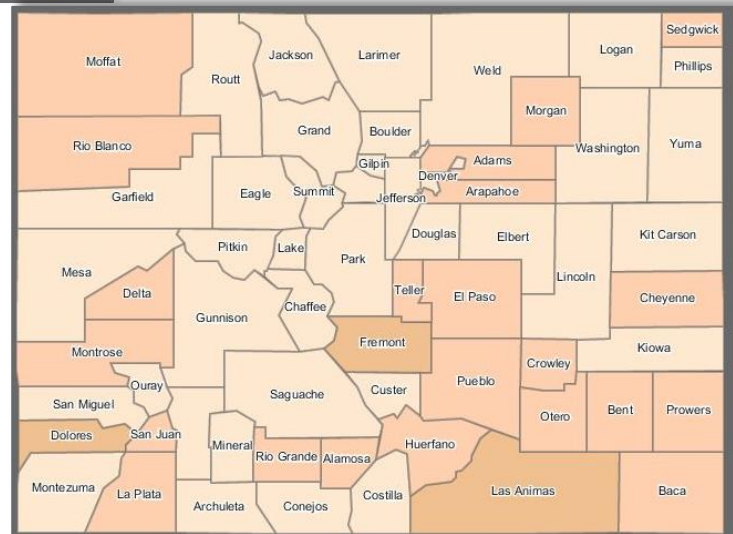 Sedgwick
Moffat
Jackson
Larimer
Logan
Weld
Phillips
Routt
Morgan
Grand
Boulder
Rio Blanco
Washington
Yuma
Gilpin
Adams
Denver
Garfield
Eagle
Summit
Jefferson
Arapahoe
Douglas
Elbert
Kit Carson
Pitkin
Lake
Park
Mesa
Lincoln
Delta
Teller
El Paso
Cheyenne
Chaffee
Gunnison
Fremont
Kiowa
Montrose
Crowley
Ouray
Pueblo
Custer
Saguache
San Miguel
Otero
Bent
Prowers
Dolores
San Juan
Mineral
Huerfano
Rio Grande
Alamosa
Montezuma
La Plata
Las Animas
Baca
Costilla
Archuleta
Conejos